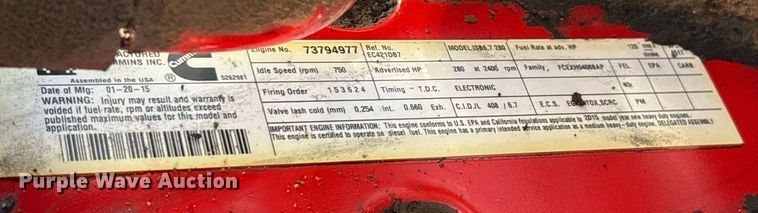 Engine No. 73794977 Ref. No. EC421DB7 MODEL:ISB6.7 280 Fuel Rate at adv. HP 120 mm
Cummins
Assembled in the USA 5262981
Idle Speed (rpm) 750 Advertised HP 280 at 2400 rpm Family: FEL EPA CARB
Date of Mfg: 01-20-15
Firing Order 153624 Timing - T.D.C. ELECTRONIC
WARNING: Injury may result and warranty is
voided if fuel-rate, rpm or altitudes exceed
published maximum values for this model and
application.
Valve lash cold (mm) 0.254 Int. 0.660 Exh. C.I.D./L 408 / 6.7 E.C.S. PM
IMPORTANT ENGINE INFORMATION: This engine conforms to U.S. EPA and California regulations applicable to 2015 model year new heavy duty engines.
This engine is certified to operate on diesel fuel. This engine has a primary intended service application as a medium heavy-duty engine. DELEGATED ASSEMBLY
Purple Wave Auction